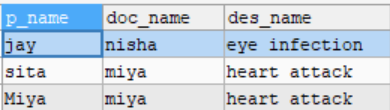 p_name doc_name des_name
jay nisha eye infection
sita miya heart attack
Miya miya heart attack